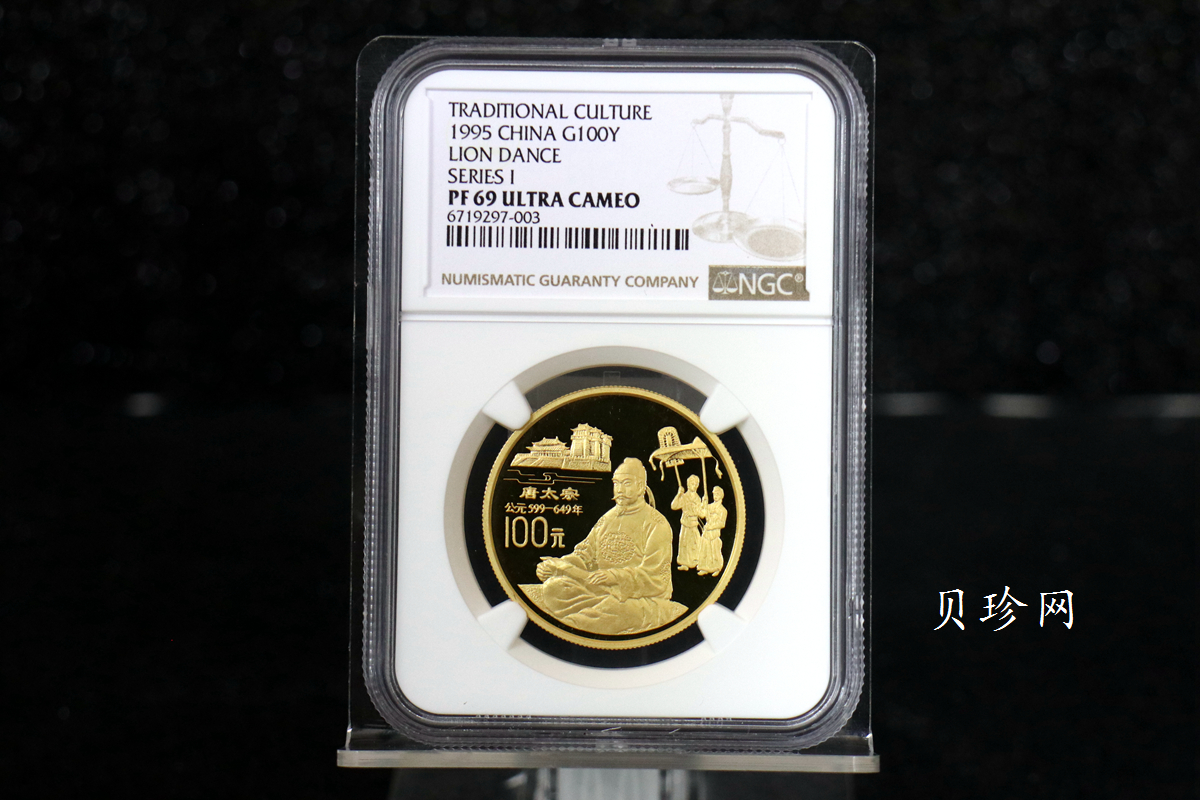 TRADITIONAL CULTURE
1995 CHINA G100Y
LION DANCE
SERIES I
PF 69 ULTRA CAMEO
6719297-003
NUMISMATIC GUARANTY COMPANY
NGC®
唐太宗
公元599-649年
100元
贝珍网